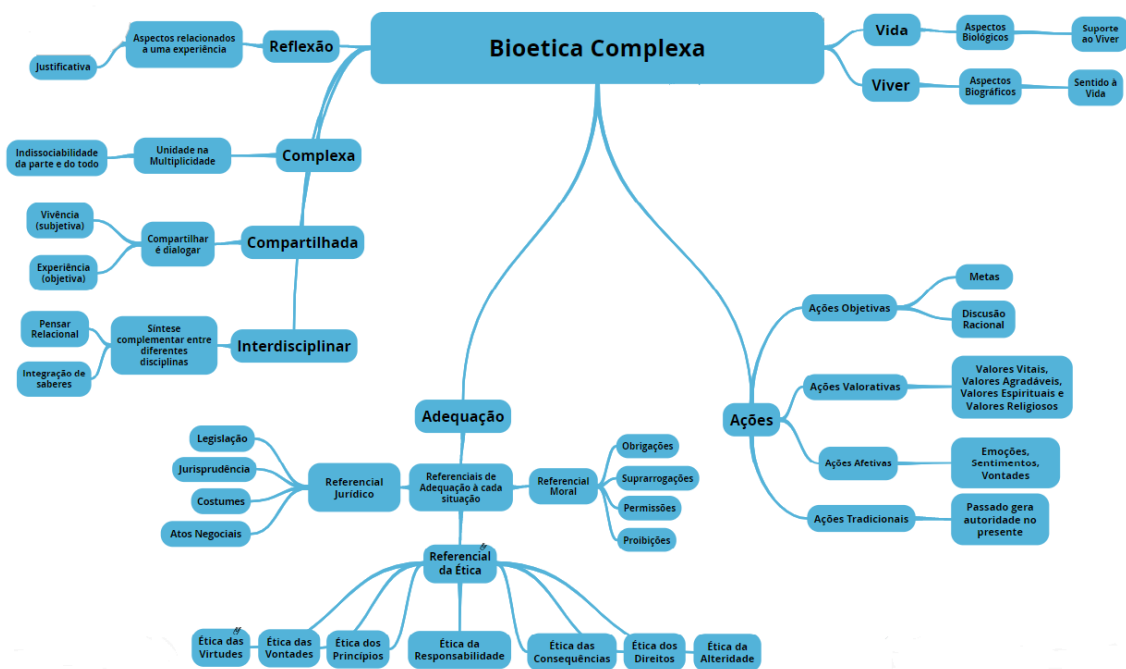 Bioetica Complexa
Reflexão
Aspectos relacionados
a uma experiência
Justificativa
Complexa
Unidade na
Multiplicidade
Indissociabilidade
da parte e do todo
Compartilhada
Compartilhar
é dialogar
Vivência
(subjetiva)
Experiência
(objetiva)
Interdisciplinar
Síntese
complementar entre
diferentes
disciplinas
Pensar
Relacional
Integração de
saberes
Vida
Aspectos
Biológicos
Suporte
ao Viver
Viver
Aspectos
Biográficos
Sentido à
Vida
Adequação
Referenciais de
Adequação à cada
situação
Referencial
Jurídico
Legislação
Jurisprudência
Costumes
Atos Negociais
Referencial
Moral
Obrigações
Suprarrogações
Permissões
Proibições
Referencial
da Ética
Ética das
Virtudes
Ética das
Vontades
Ética dos
Princípios
Ética da
Responsabilidade
Ética das
Consequências
Ética dos
Direitos
Ética da
Alteridade
Ações
Ações Objetivas
Metas
Discusão
Racional
Ações Valorativas
Valores Vitais,
Valores Agradáveis,
Valores Espirituais e
Valores Religiosos
Ações Afetivas
Emoções,
Sentimentos,
Vontades
Ações Tradicionais
Passado gera
autoridade no
presente